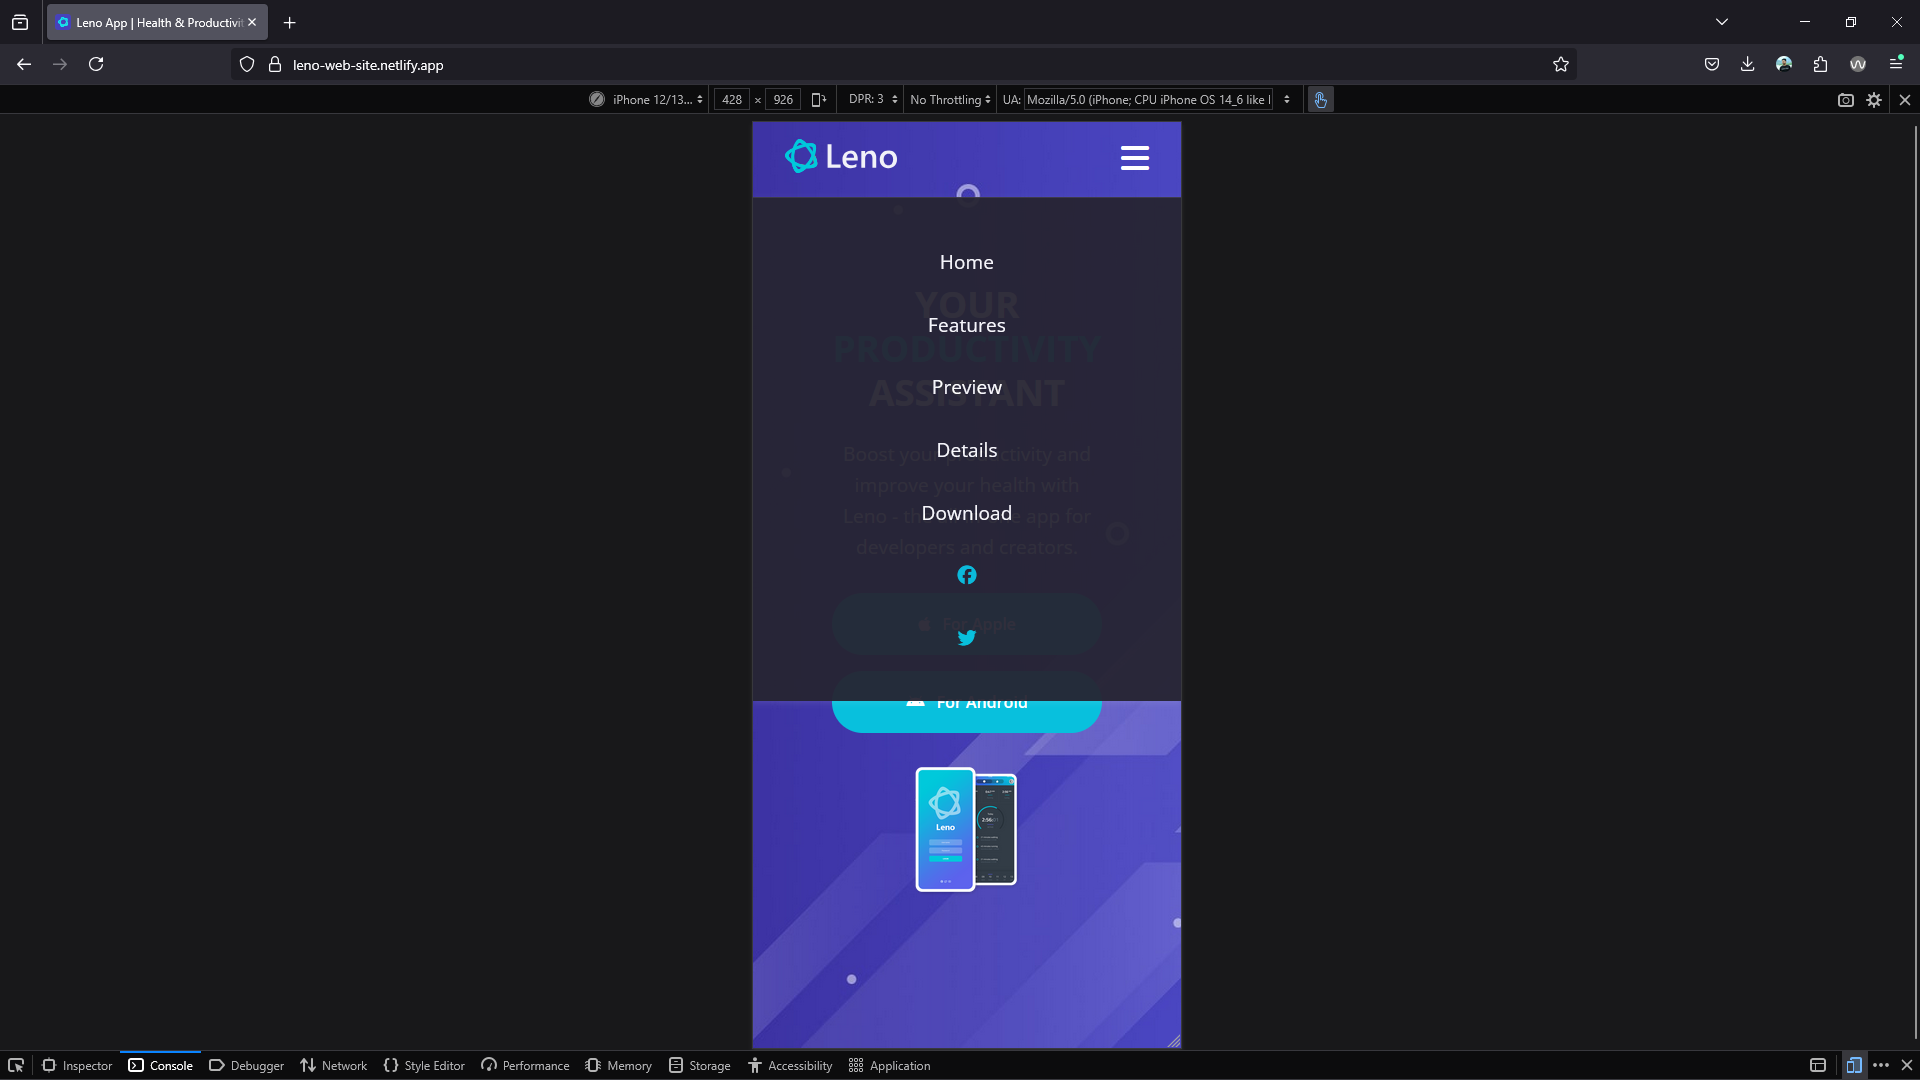 Leno App | Health & Productivit
leno-web-site.netlify.app
iPhone 12/13...
428 × 926
DPR: 3
No Throttling
UA: Mozilla/5.0 (iPhone; CPU iPhone OS 14_6 like
Leno
Home
YOUR
Features
PRODUCTIVITY
Preview
ASSISTANT
Details
Boost your productivity and
improve your health with
Download
Leno - app for
developers and creators.
For Apple
For Android
Leno
Inspector
Console
Debugger
Network
Style Editor
Performance
Memory
Storage
Accessibility
Application